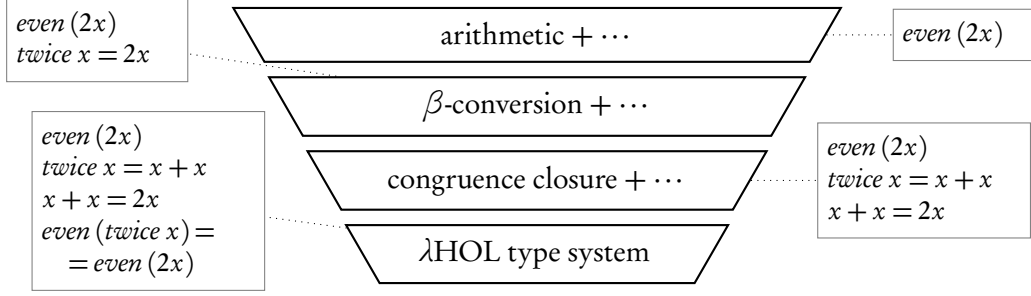 even (2x)
twice x = 2x
arithmetic + ⋯
even (2x)
β-conversion + ⋯
even (2x)
twice x = x + x
x + x = 2x
even (twice x) =
= even (2x)
congruence closure + ⋯
even (2x)
twice x = x + x
x + x = 2x
λHOL type system